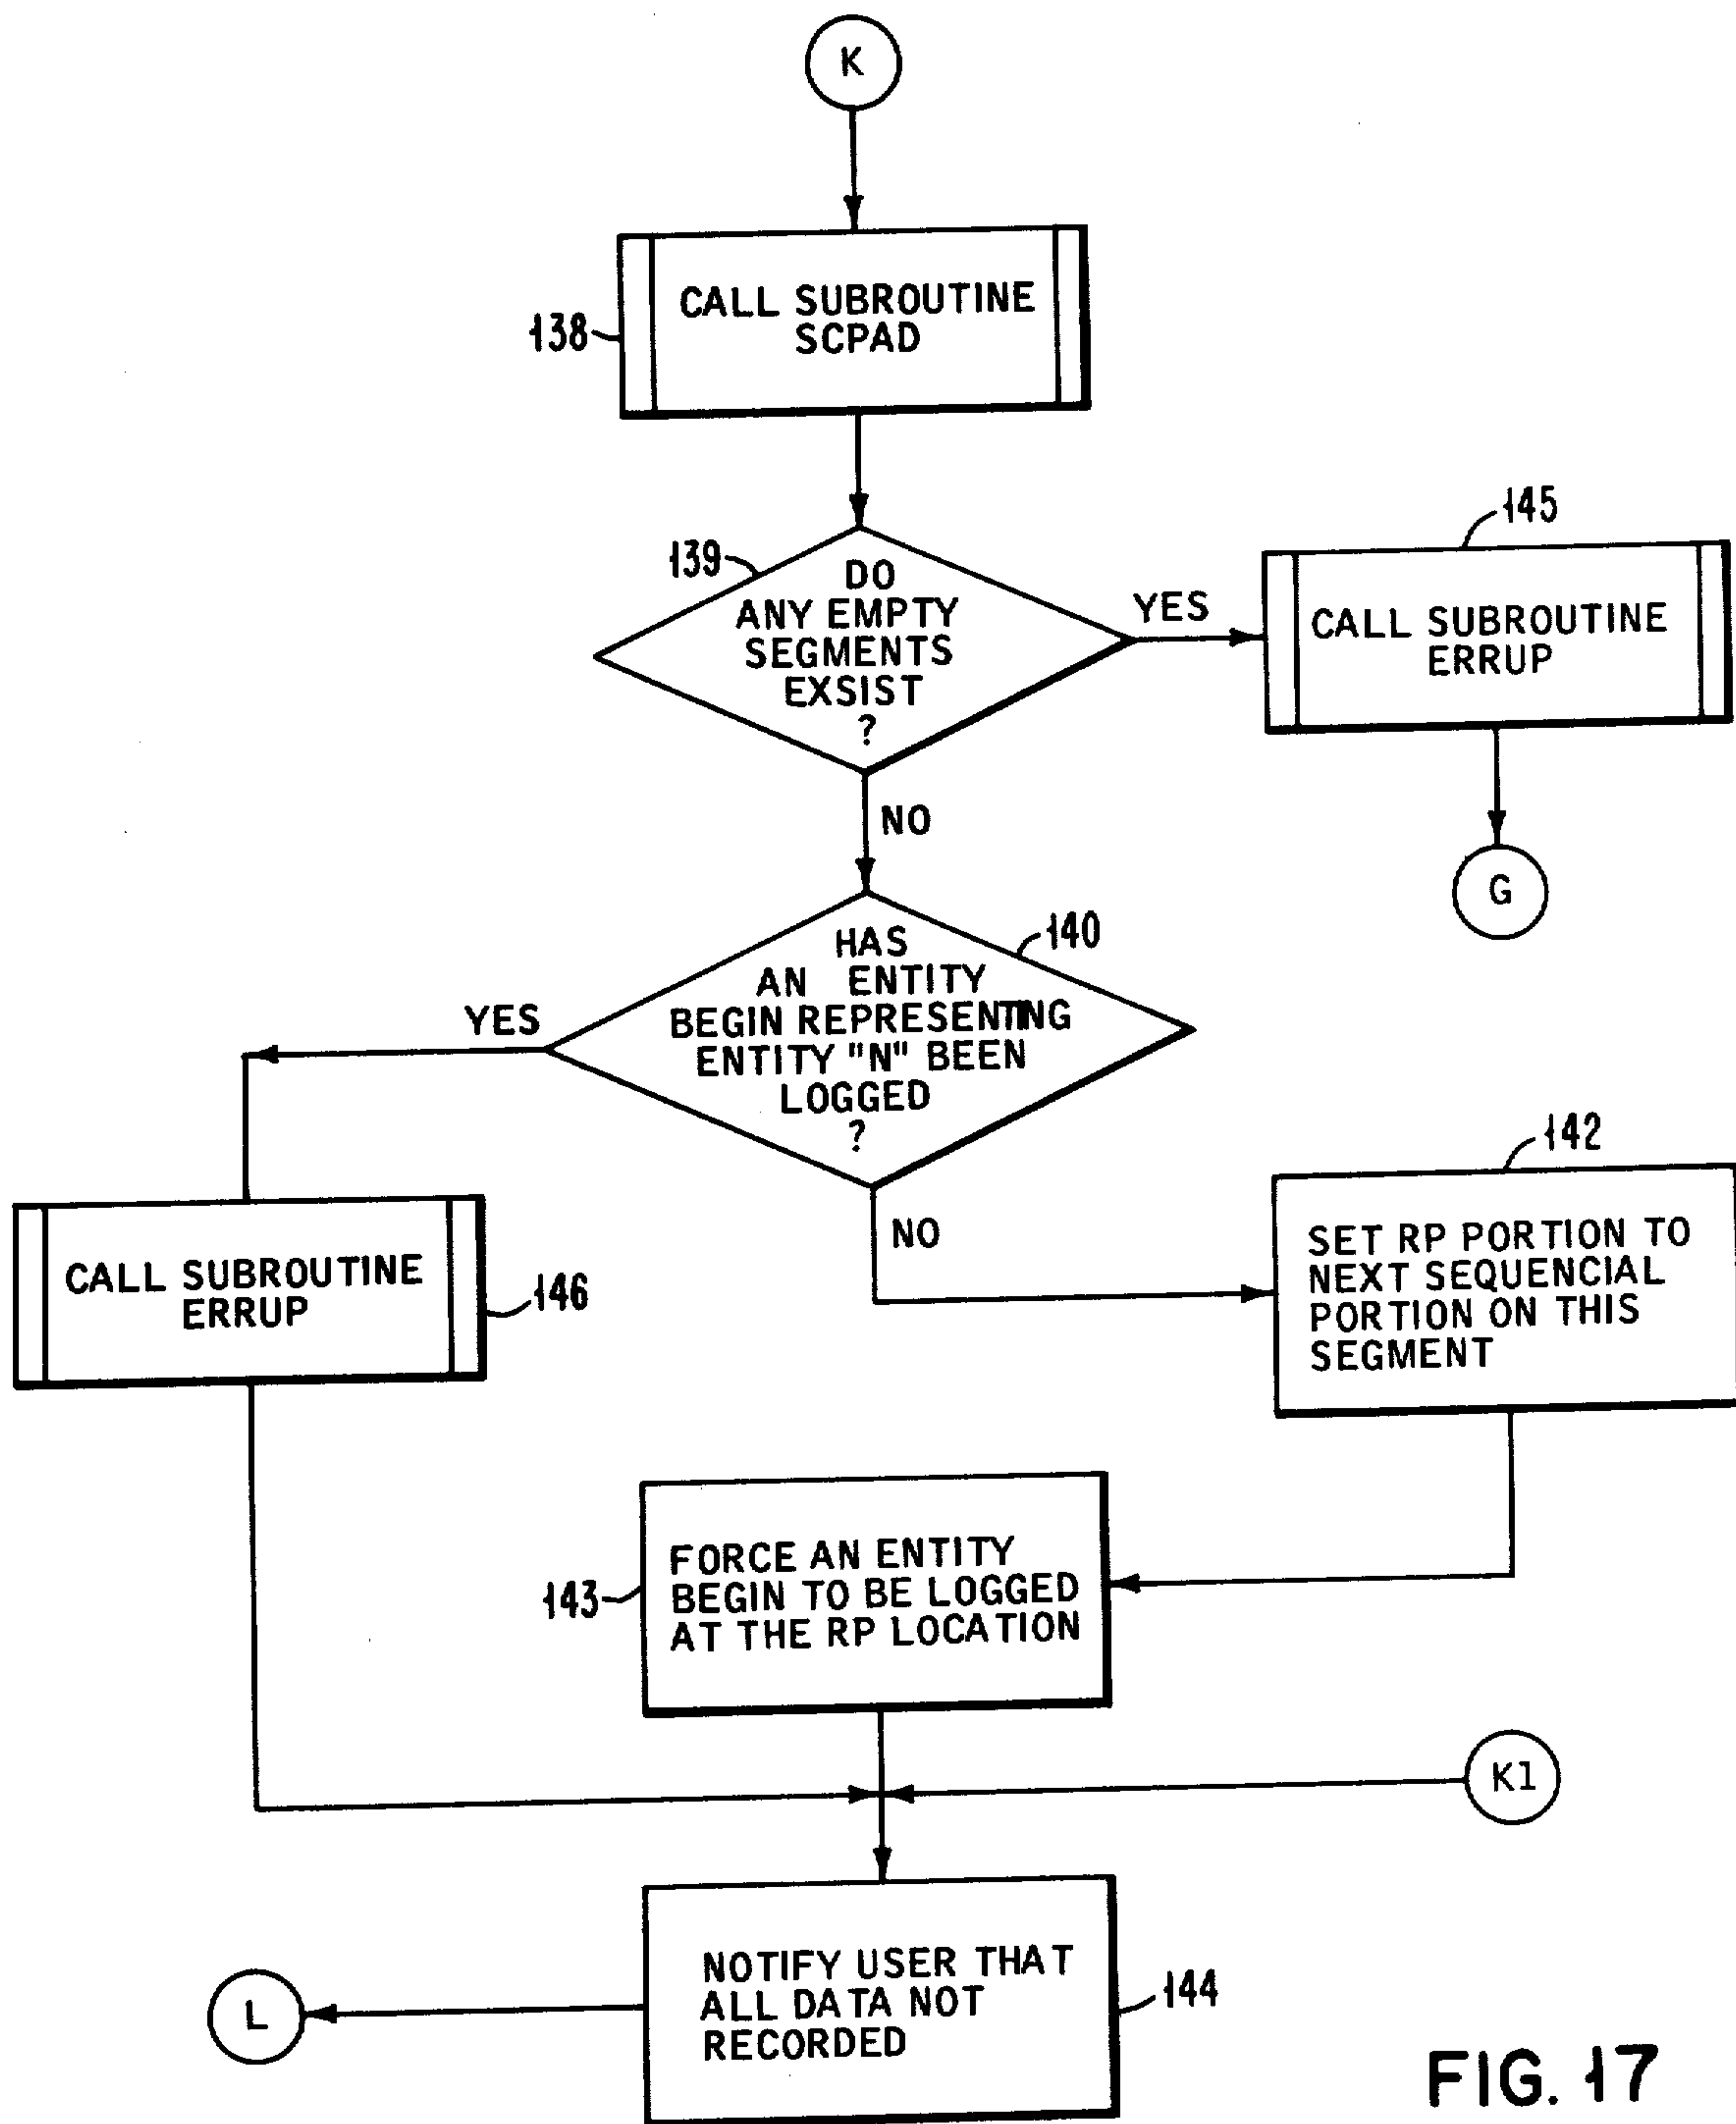 K
CALL SUBROUTINE
SCPAD
138
139
DO
ANY EMPTY
SEGMENTS
EXSIST
?
YES
145
CALL SUBROUTINE
ERRUP
NO
G
140
HAS
AN ENTITY
BEGIN REPRESENTING
ENTITY "N" BEEN
LOGGED
?
YES
NO
142
SET RP PORTION TO
NEXT SEQUENCIAL
PORTION ON THIS
SEGMENT
CALL SUBROUTINE
ERRUP
146
FORCE AN ENTITY
BEGIN TO BE LOGGED
AT THE RP LOCATION
143
K1
NOTIFY USER THAT
ALL DATA NOT
RECORDED
144
L
FIG. 17